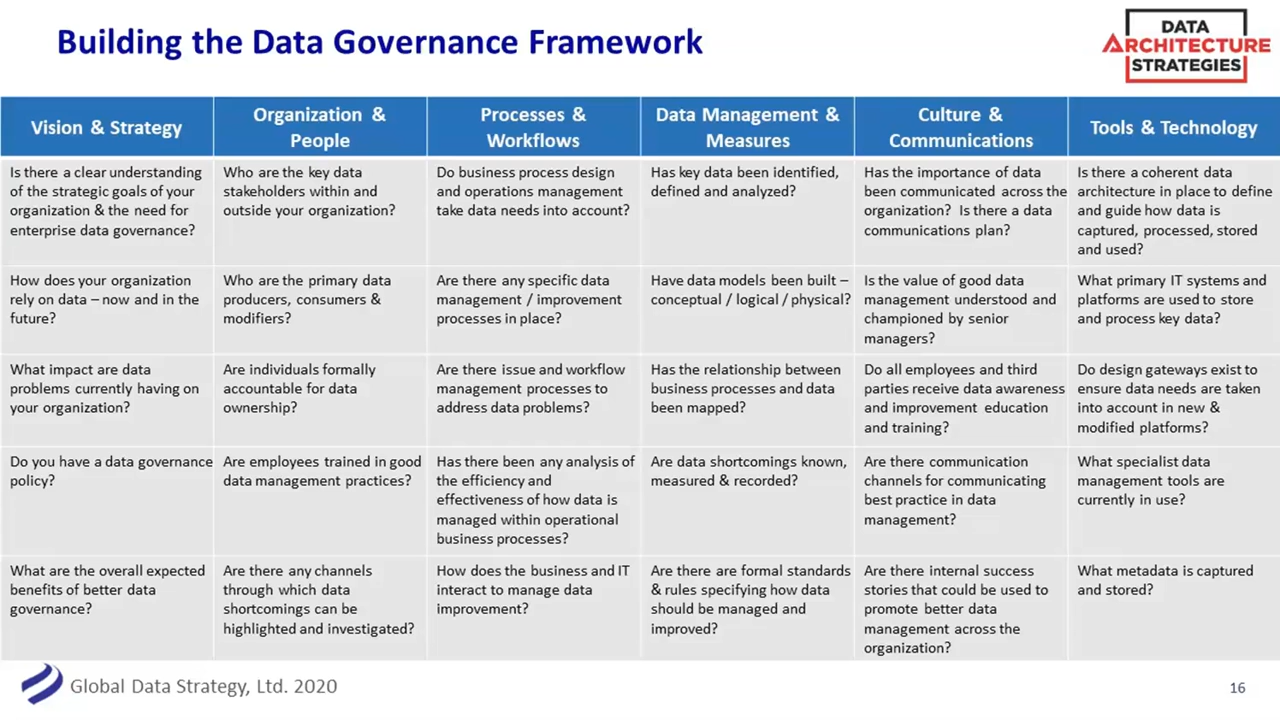 Building the Data Governance Framework
DATA
ARCHITECTURE
STRATEGIES
Vision & Strategy
Organization &
People
Processes &
Workflows
Data Management &
Measures
Culture &
Communications
Tools & Technology
Is there a clear understanding
of the strategic goals of your
organization & the need for
enterprise data governance?
Who are the key data
stakeholders within and
outside your organization?
Do business process design
and operations management
take data needs into account?
Has key data been identified,
defined and analyzed?
Has the importance of data
been communicated across the
organization?  Is there a data
communications plan?
Is there a coherent data
architecture in place to define
and guide how data is
captured, processed, stored
and used?
How does your organization
rely on data – now and in the
future?
Who are the primary data
producers, consumers &
modifiers?
Are there any specific data
management / improvement
processes in place?
Have data models been built –
conceptual / logical / physical?
Is the value of good data
management understood and
championed by senior
managers?
What primary IT systems and
platforms are used to store
and process key data?
What impact are data
problems currently having on
your organization?
Are individuals formally
accountable for data
ownership?
Are there issue and workflow
management processes to
address data problems?
Has the relationship between
business processes and data
been mapped?
Do all employees and third
parties receive data awareness
and improvement education
and training?
Do design gateways exist to
ensure data needs are taken
into account in new &
modified platforms?
Do you have a data governance
policy?
Are employees trained in good
data management practices?
Has there been any analysis of
the efficiency and
effectiveness of how data is
managed within operational
business processes?
Are data shortcomings known,
measured & recorded?
Are there communication
channels for communicating
best practice in data
management?
What specialist data
management tools are
currently in use?
What are the overall expected
benefits of better data
governance?
Are there any channels
through which data
shortcomings can be
highlighted and investigated?
How does the business and IT
interact to manage data
improvement?
Are there are formal standards
& rules specifying how data
should be managed and
improved?
Are there internal success
stories that could be used to
promote better data
management across the
organization?
What metadata is captured
and stored?
Global Data Strategy, Ltd. 2020
16